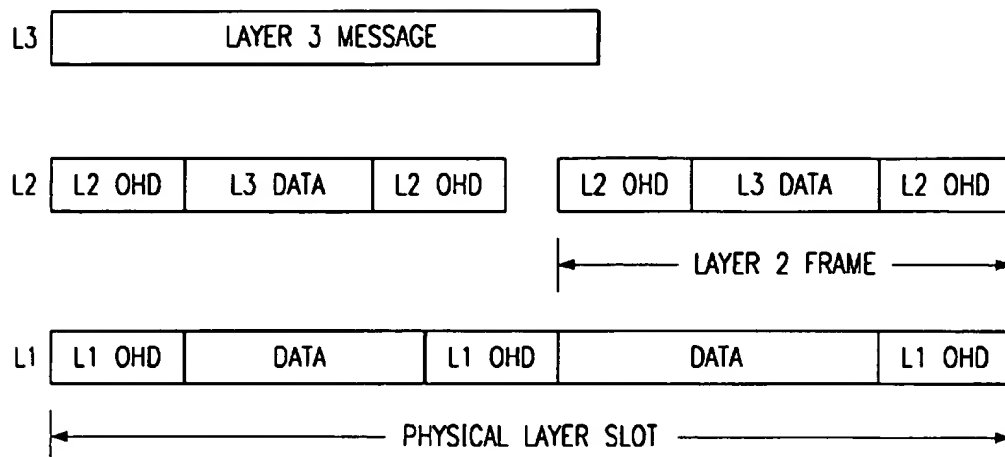 L3 LAYER 3 MESSAGE
L2 L2 OHD L3 DATA L2 OHD L2 OHD L3 DATA L2 OHD
LAYER 2 FRAME
L1 L1 OHD DATA L1 OHD DATA L1 OHD
PHYSICAL LAYER SLOT